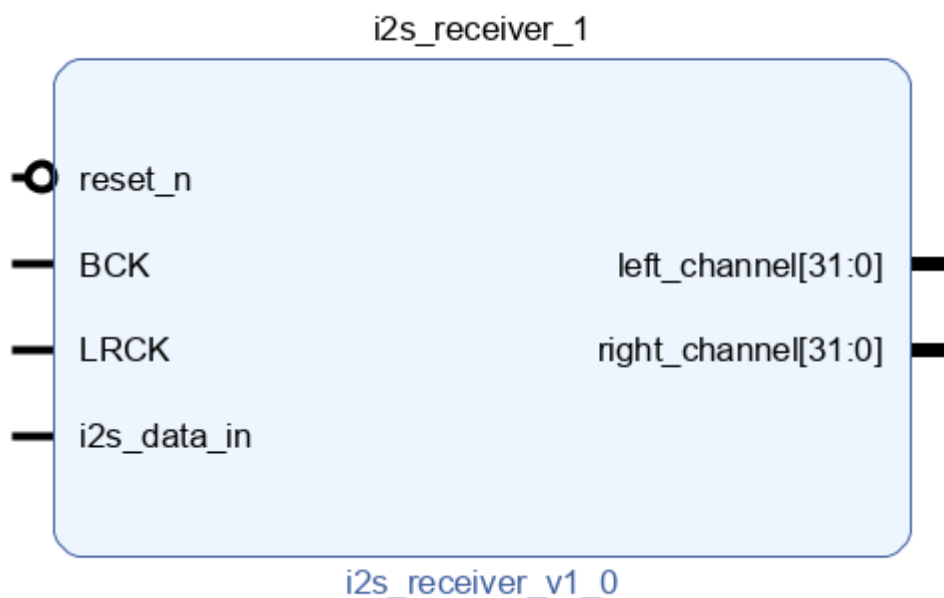 i2s_receiver_1
reset_n
BCK
LRCK
i2s_data_in
left_channel[31:0]
right_channel[31:0]
i2s_receiver_v1_0